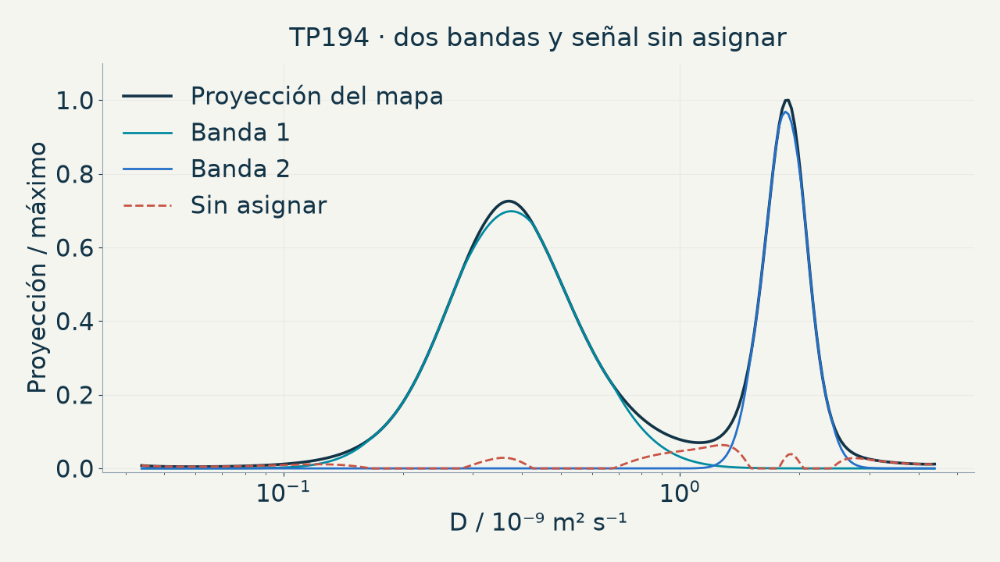 TP194 · dos bandas y señal sin asignar
Proyección del mapa
Banda 1
Banda 2
Sin asignar
Proyección / máximo
1.0
0.8
0.6
0.4
0.2
0.0
10⁻¹
10⁰
D / 10⁻⁹ m² s⁻¹